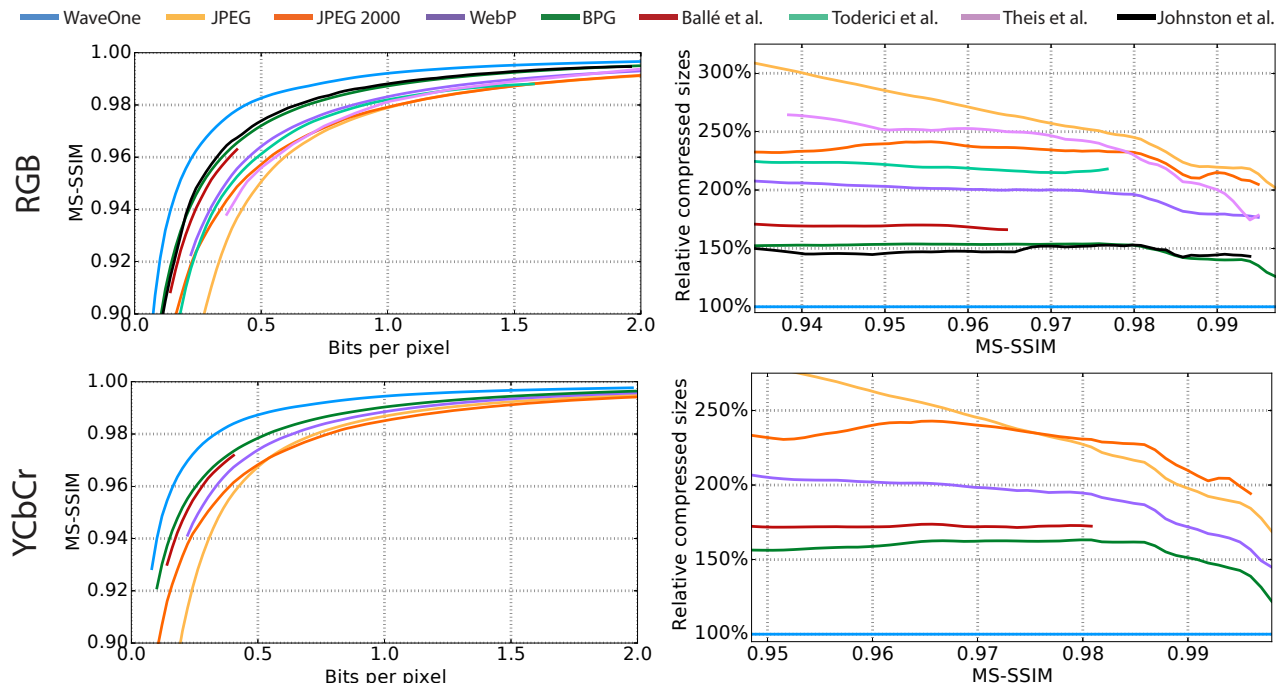 WaveOne JPEG JPEG 2000 WebP BPG Ballé et al. Toderici et al. Theis et al. Johnston et al.
RGB
MS-SSIM
1.00
0.98
0.96
0.94
0.92
0.90
0.0 0.5 1.0 1.5 2.0
Bits per pixel
Relative compressed sizes
300%
250%
200%
150%
100%
0.94 0.95 0.96 0.97 0.98 0.99
MS-SSIM
YCbCr
MS-SSIM
1.00
0.98
0.96
0.94
0.92
0.90
0.0 0.5 1.0 1.5 2.0
Bits per pixel
Relative compressed sizes
250%
200%
150%
100%
0.95 0.96 0.97 0.98 0.99
MS-SSIM